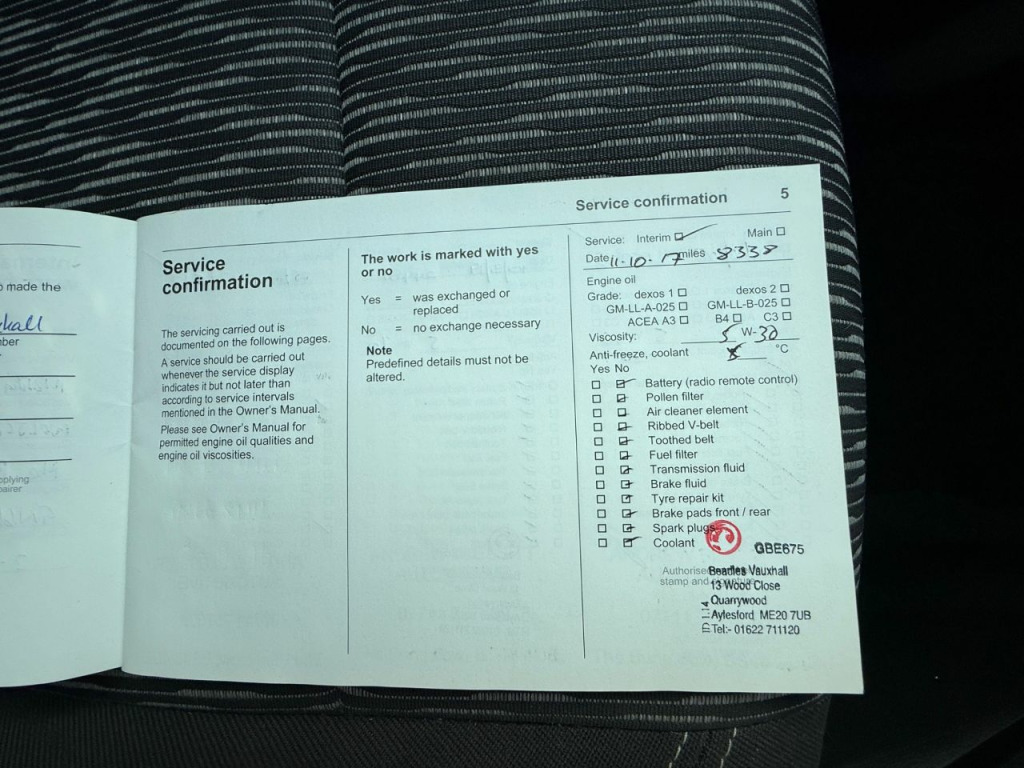 made the
Service confirmation 5
Service
confirmation
The servicing carried out is
documented on the following pages.
A service should be carried out
whenever the service display
indicates it but not later than
according to service intervals
mentioned in the Owner's Manual.
Please see Owner's Manual for
permitted engine oil qualities and
engine oil viscosities.
The work is marked with yes
or no
Yes = was exchanged or
replaced
No = no exchange necessary
Note
Predefined details must not be
altered.
Service: Interim Main
Date 11-10-17 miles 8338
Engine oil
Grade: dexos 1 dexos 2
GM-LL-A-025 GM-LL-B-025
ACEA A3 B4 C3
Viscosity: 5 W-30
Anti-freeze, coolant °C
Yes No
Battery (radio remote control)
Pollen filter
Air cleaner element
Ribbed V-belt
Toothed belt
Fuel filter
Transmission fluid
Brake fluid
Tyre repair kit
Brake pads front / rear
Spark plugs
Coolant
GBE675
Beadles Vauxhall
stamp and
13 Wood Close
Quarrywood
Aylesford ME20 7UB
Tel:- 01622 711120